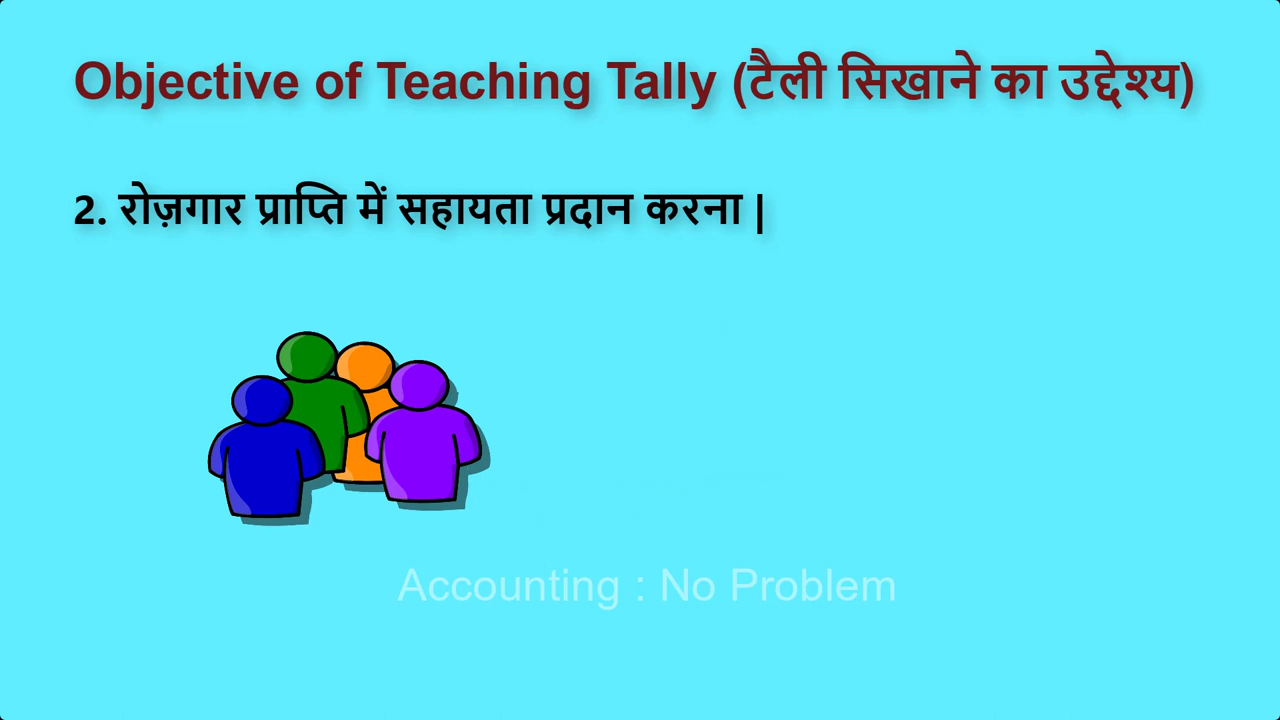 Objective of Teaching Tally (टैली सिखाने का उद्देश्य)
2. रोज़गार प्राप्ति में सहायता प्रदान करना |
Accounting : No Problem